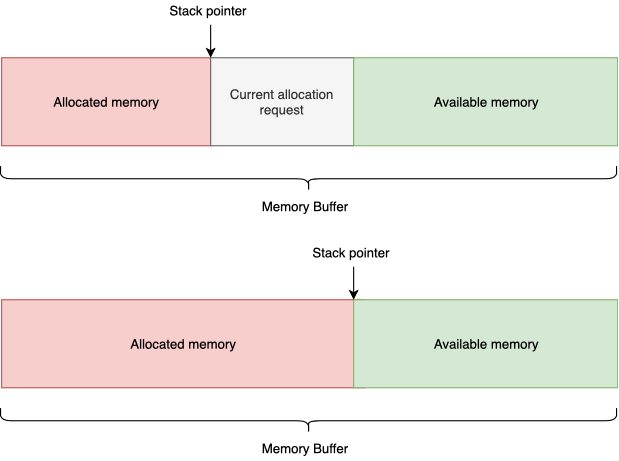 Stack pointer
Allocated memory
Current allocation
request
Available memory
Memory Buffer
Stack pointer
Allocated memory
Available memory
Memory Buffer